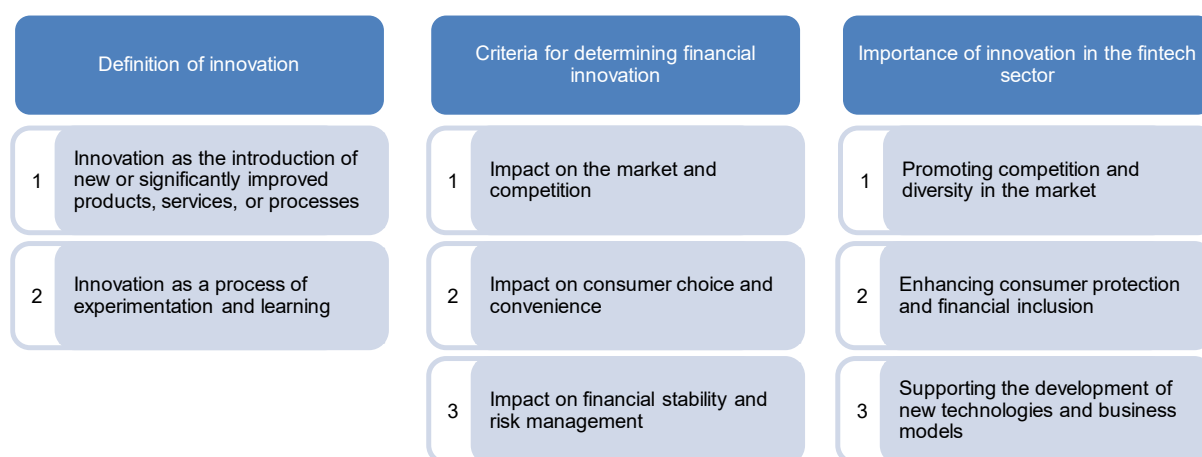 Definition of innovation
1
Innovation as the introduction of
new or significantly improved
products, services, or processes
2
Innovation as a process of
experimentation and learning
Criteria for determining financial
innovation
1
Impact on the market and
competition
2
Impact on consumer choice and
convenience
3
Impact on financial stability and
risk management
Importance of innovation in the fintech
sector
1
Promoting competition and
diversity in the market
2
Enhancing consumer protection
and financial inclusion
3
Supporting the development of
new technologies and business
models